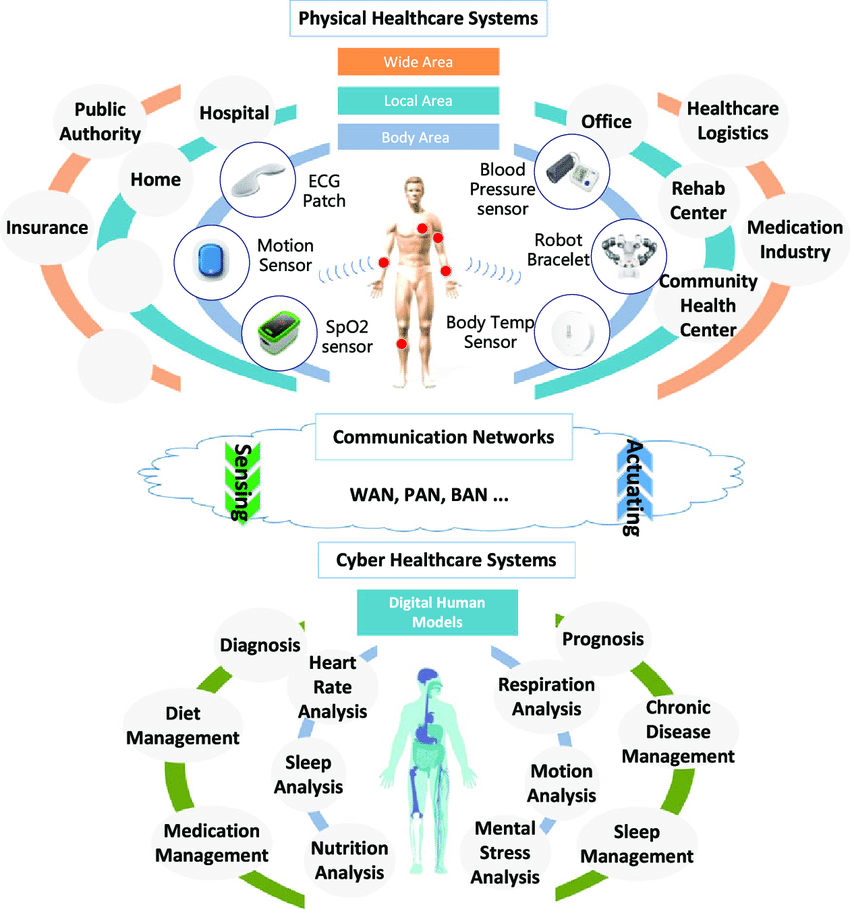 Physical Healthcare Systems
Wide Area
Local Area
Body Area
Public
Authority
Hospital
Home
Insurance
ECG
Patch
Motion
Sensor
SpO2
sensor
Blood
Pressure
sensor
Robot
Bracelet
Body Temp
Sensor
Office
Healthcare
Logistics
Rehab
Center
Medication
Industry
Community
Health
Center
Communication Networks
Sensing
WAN, PAN, BAN ...
Actuating
Cyber Healthcare Systems
Digital Human
Models
Diagnosis
Heart
Rate
Analysis
Diet
Management
Sleep
Analysis
Medication
Management
Nutrition
Analysis
Prognosis
Respiration
Analysis
Chronic
Disease
Management
Motion
Analysis
Mental
Stress
Analysis
Sleep
Management